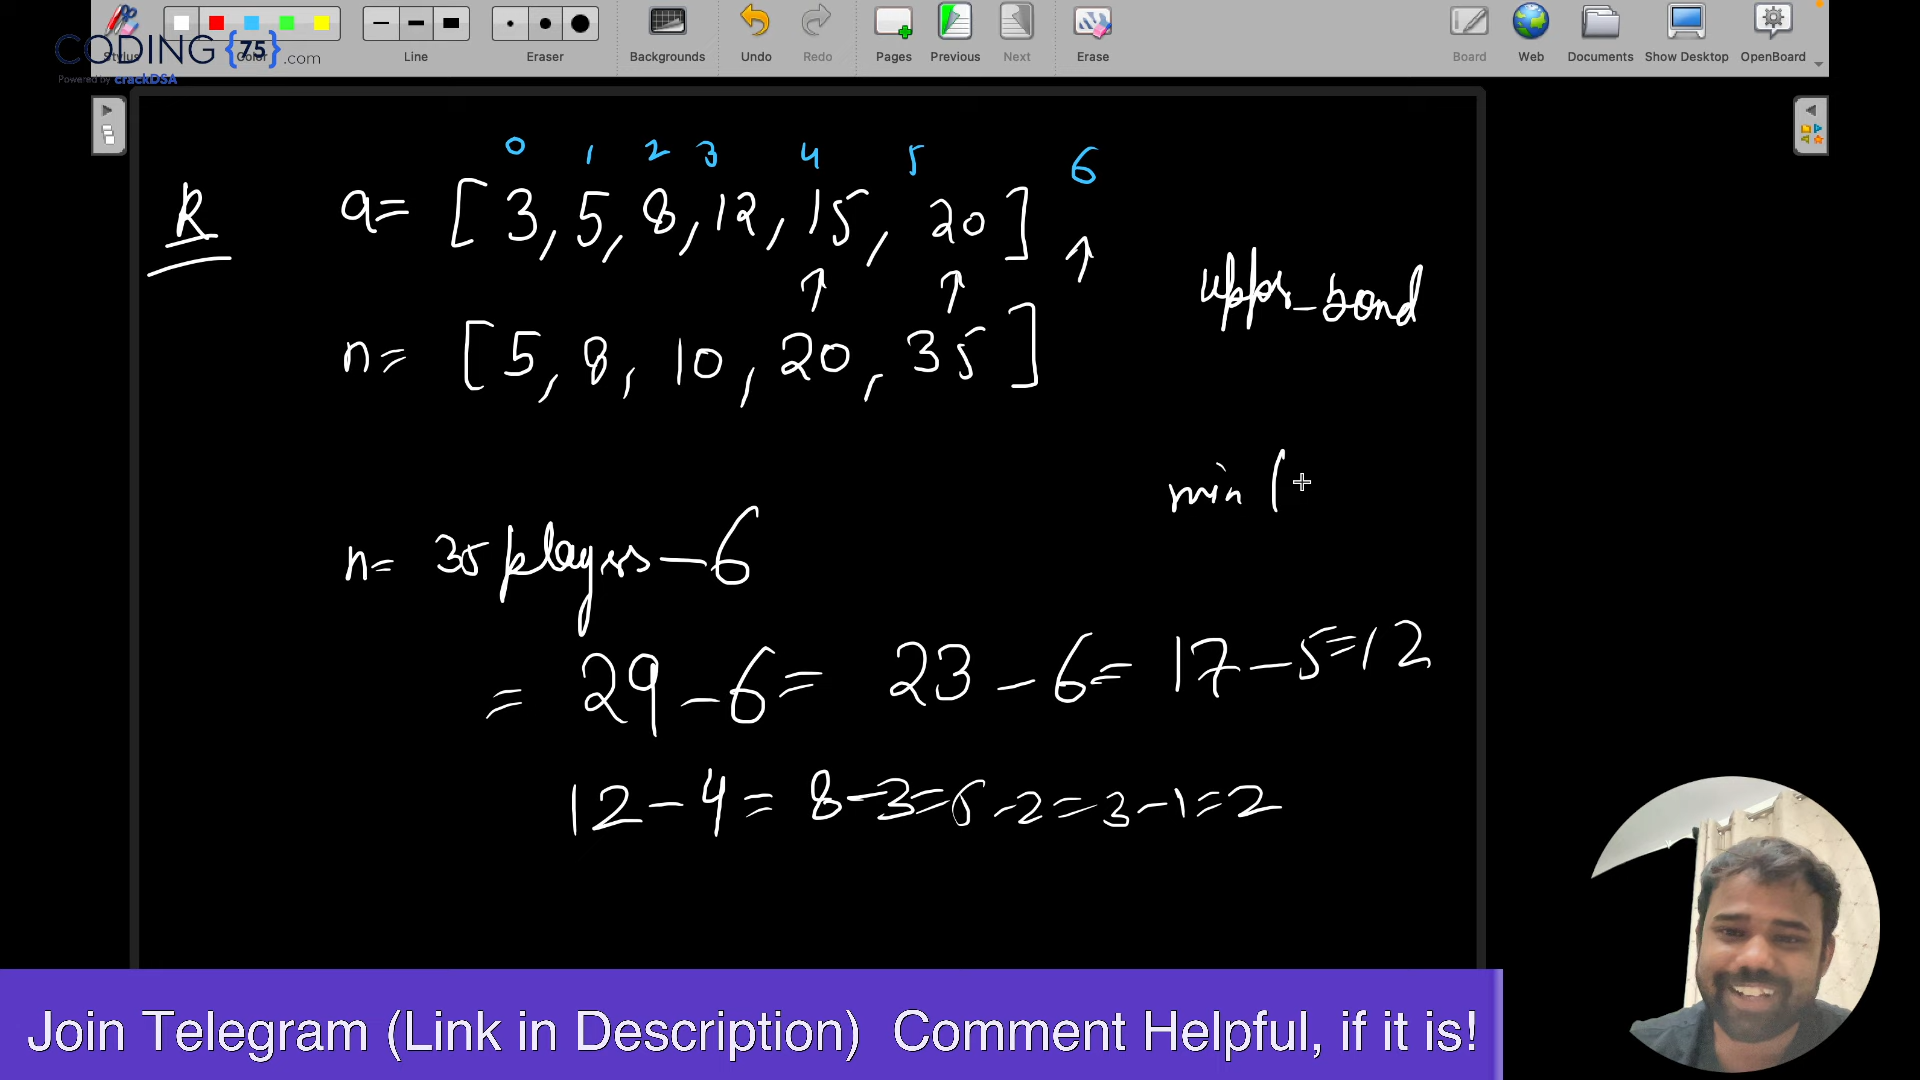 CODING {75} .com
Powered by crackDSA
Stylus
Color
Line
Eraser
Backgrounds
Undo
Redo
Pages
Previous
Next
Erase
Board
Web
Documents
Show Desktop
OpenBoard
0 1 2 3 4 5 6
R
a= [3, 5, 8, 12, 15, 20]
↑ ↑ ↑
upper_bond
n= [5, 8, 10, 20, 35]
min (
n= 35 players - 6
= 29 - 6 = 23 - 6 = 17 - 5 = 12
12 - 4 = 8 - 3 = 5 - 2 = 3 - 1 = 2
Join Telegram (Link in Description) Comment Helpful, if it is!